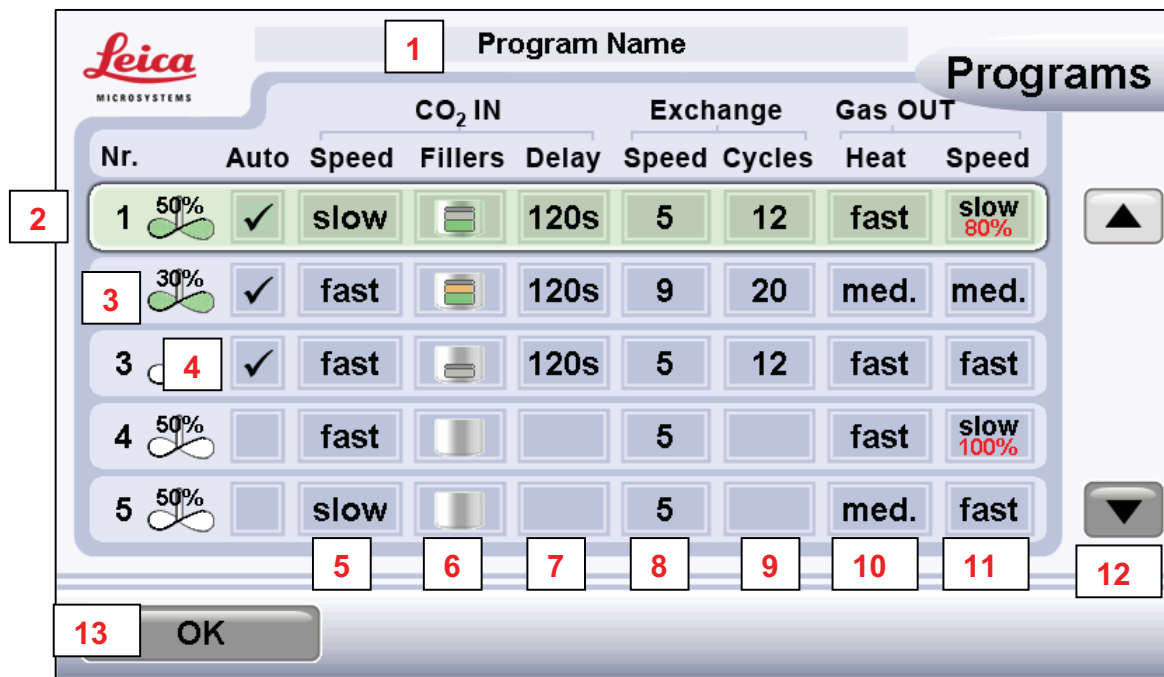 1 Program Name
Leica
MICROSYSTEMS
Programs
CO2 IN Exchange Gas OUT
Nr. Auto Speed Fillers Delay Speed Cycles Heat Speed
2 1 50% ✓ slow 120s 5 12 fast slow 80%
3 30% ✓ fast 120s 9 20 med. med.
3 4 ✓ fast 120s 5 12 fast fast
4 50% fast 5 fast slow 100%
5 50% slow 5 med. fast
5 6 7 8 9 10 11 12
13 OK